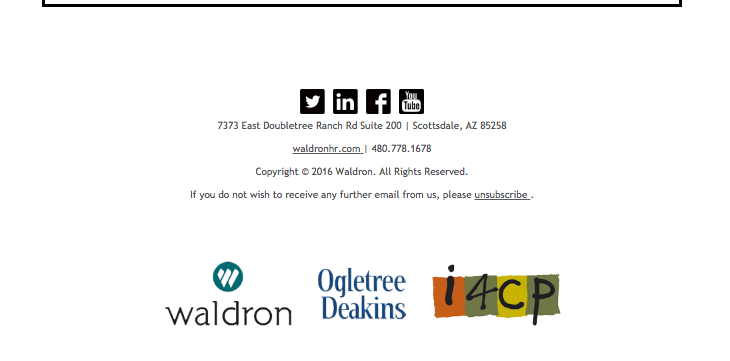 in f You Tube
7373 East Doubletree Ranch Rd Suite 200 | Scottsdale, AZ 85258
waldronhr.com | 480.778.1678
Copyright © 2016 Waldron. All Rights Reserved.
If you do not wish to receive any further email from us, please unsubscribe .
waldron
Ogletree
Deakins
i4cp